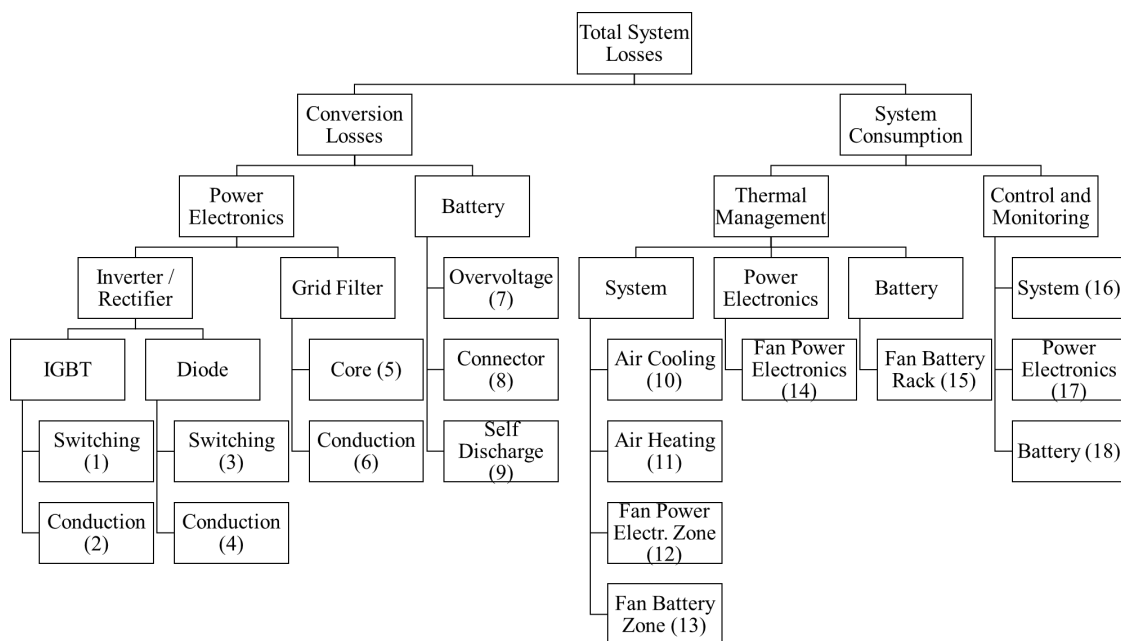 Total System
Losses
Conversion
Losses
System
Consumption
Power
Electronics
Battery
Thermal
Management
Control and
Monitoring
Inverter /
Rectifier
Grid Filter
Overvoltage
(7)
System
Power
Electronics
Battery
System (16)
IGBT
Diode
Core (5)
Connector
(8)
Air Cooling
(10)
Fan Power
Electronics
(14)
Fan Battery
Rack (15)
Power
Electronics
(17)
Switching
(1)
Switching
(3)
Conduction
(6)
Self
Discharge
(9)
Air Heating
(11)
Battery (18)
Conduction
(2)
Conduction
(4)
Fan Power
Electr. Zone
(12)
Fan Battery
Zone (13)